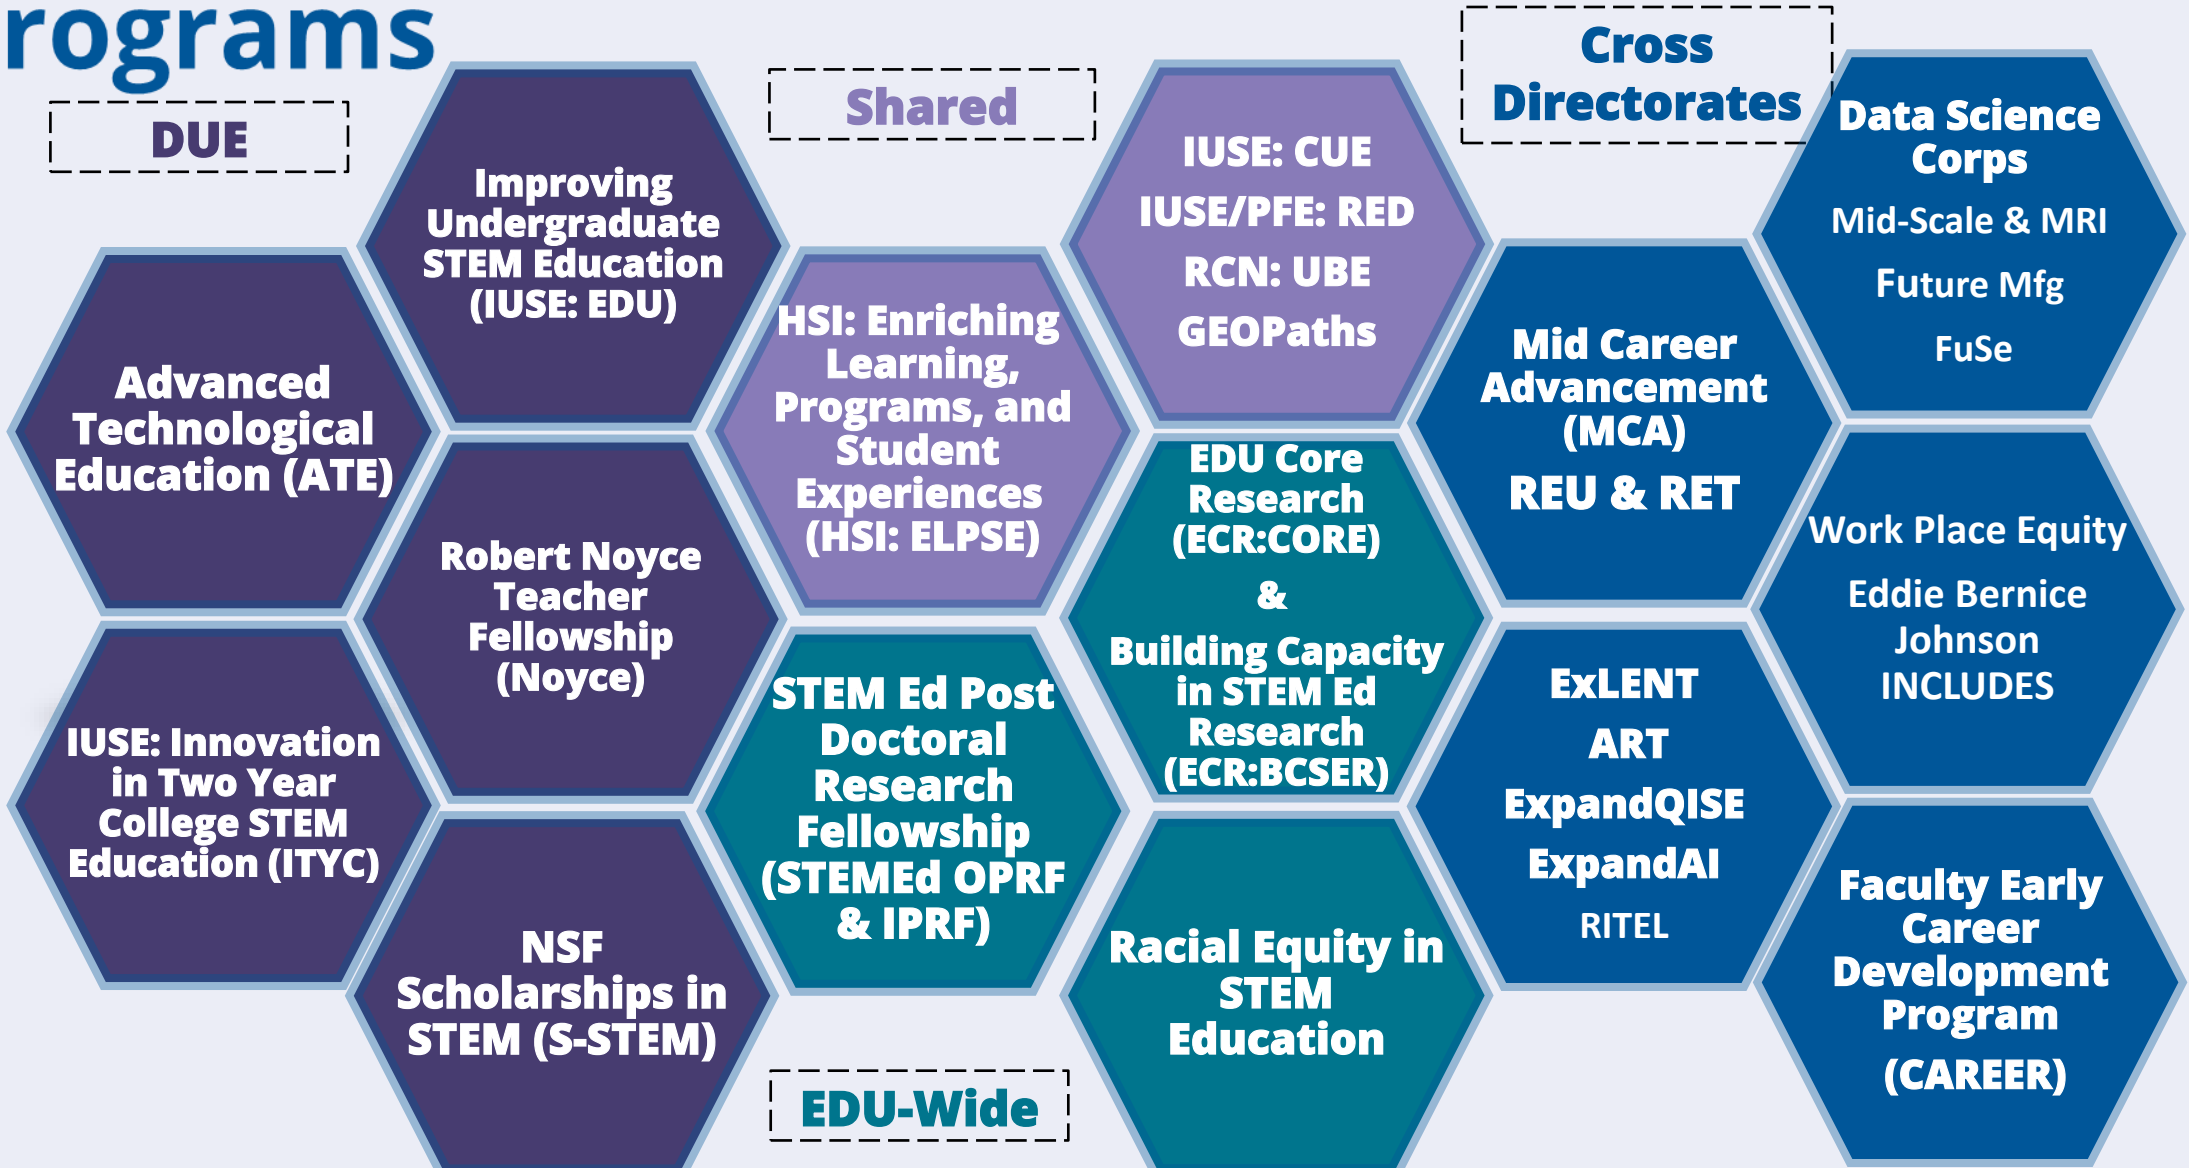 rograms
DUE
Improving
Undergraduate
STEM Education
(IUSE: EDU)
Advanced
Technological
Education (ATE)
Robert Noyce
Teacher
Fellowship
(Noyce)
IUSE: Innovation
in Two Year
College STEM
Education (ITYC)
NSF
Scholarships in
STEM (S-STEM)
Shared
HSI: Enriching
Learning,
Programs, and
Student
Experiences
(HSI: ELPSE)
IUSE: CUE
IUSE/PFE: RED
RCN: UBE
GEOPaths
STEM Ed Post
Doctoral
Research
Fellowship
(STEMEd OPRF
& IPRF)
EDU Core
Research
(ECR:CORE)
&
Building Capacity
in STEM Ed
Research
(ECR:BCSER)
Racial Equity in
STEM
Education
EDU-Wide
Cross
Directorates
Data Science
Corps
Mid-Scale & MRI
Future Mfg
FuSe
Mid Career
Advancement
(MCA)
REU & RET
Work Place Equity
Eddie Bernice
Johnson
INCLUDES
ExLENT
ART
ExpandQISE
ExpandAI
RITEL
Faculty Early
Career
Development
Program
(CAREER)